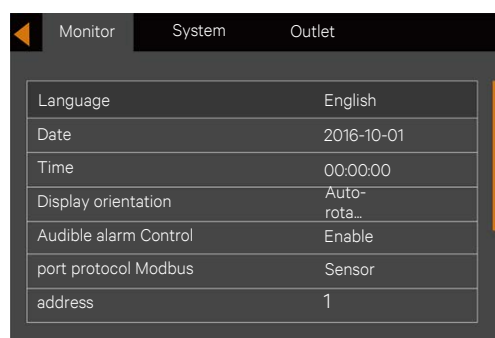 Monitor System Outlet
Language English
Date 2016-10-01
Time 00:00:00
Display orientation Auto-
rota...
Audible alarm Control Enable
port protocol Modbus Sensor
address 1